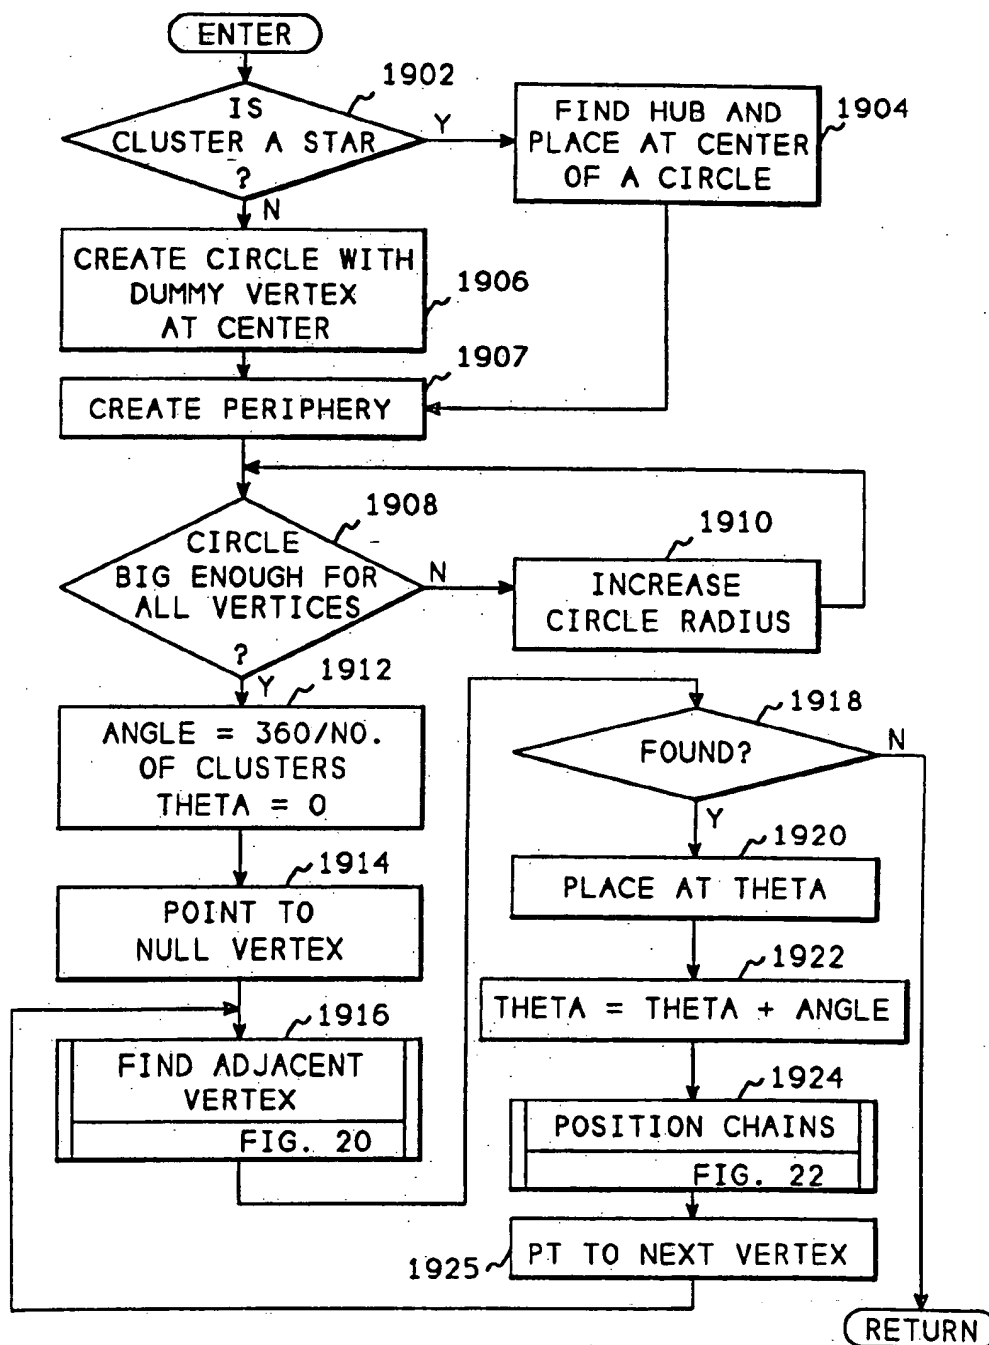 ENTER
1902
IS
CLUSTER A STAR
?
Y
N
FIND HUB AND
PLACE AT CENTER
OF A CIRCLE
1904
CREATE CIRCLE WITH
DUMMY VERTEX
AT CENTER
1906
1907
CREATE PERIPHERY
1908
CIRCLE
BIG ENOUGH FOR
ALL VERTICES
?
N
Y
1910
INCREASE
CIRCLE RADIUS
1912
ANGLE = 360/NO.
OF CLUSTERS
THETA = 0
1914
POINT TO
NULL VERTEX
1916
FIND ADJACENT
VERTEX
FIG. 20
1918
FOUND?
N
Y
1920
PLACE AT THETA
1922
THETA = THETA + ANGLE
1924
POSITION CHAINS
FIG. 22
1925
PT TO NEXT VERTEX
RETURN